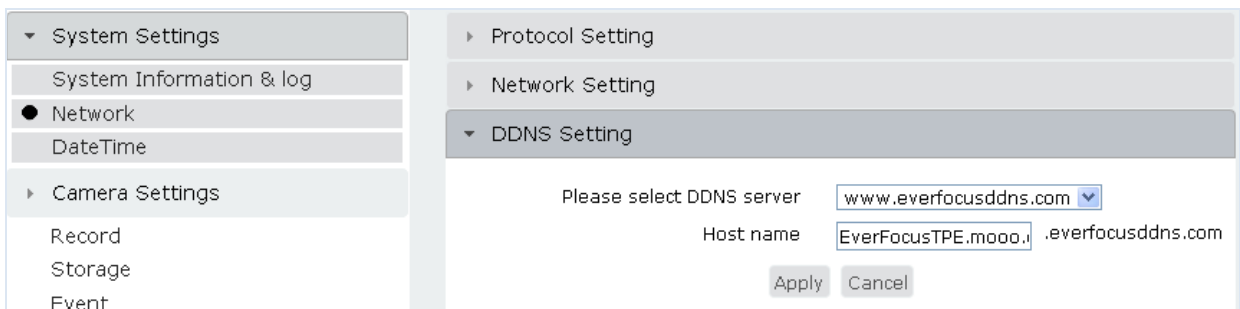 System Settings
System Information & log
Network
DateTime
Camera Settings
Record
Storage
Event
Protocol Setting
Network Setting
DDNS Setting
Please select DDNS server www.everfocusddns.com
Host name EverFocusTPE.mooo. .everfocusddns.com
Apply Cancel